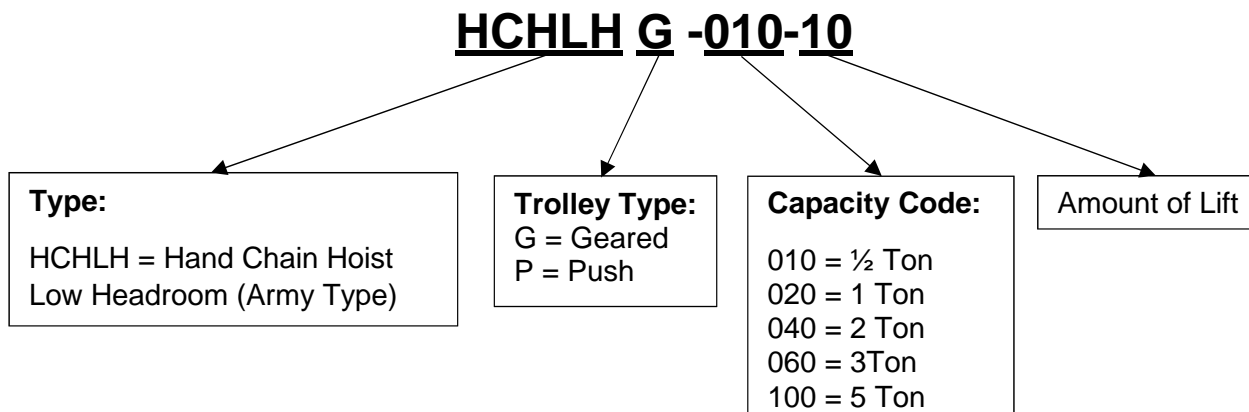 HCHLH G -010-10
Type:
HCHLH = Hand Chain Hoist
Low Headroom (Army Type)
Trolley Type:
G = Geared
P = Push
Capacity Code:
010 = ½ Ton
020 = 1 Ton
040 = 2 Ton
060 = 3Ton
100 = 5 Ton
Amount of Lift